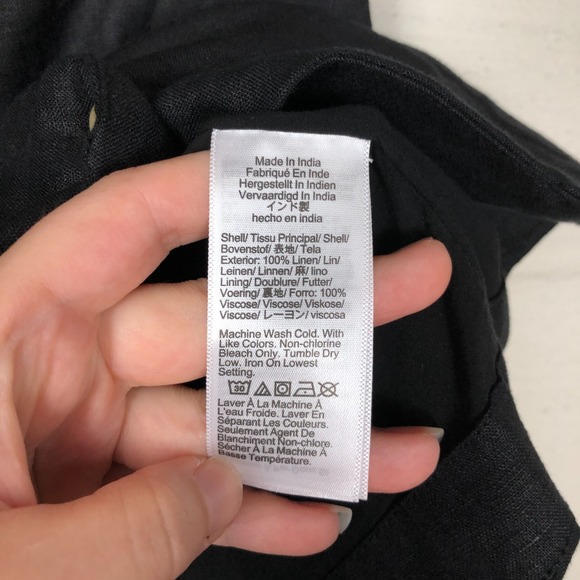 Made In India
Fabriqué En Inde
Hergestellt In Indien
Vervaardigd In India
インド製
hecho en india
Shell/ Tissu Principal/ Shell/
Bovenstof/ 表地/ Tela
Exterior: 100% Linen/ Lin/
Leinen/ Linnen/ 麻/ lino
Lining/ Doublure/ Futter/
Voering/ 裏地/ Forro: 100%
Viscose/ Viscose/ Viskose/
Viscose/ レーヨン/ viscosa
Machine Wash Cold. With
Like Colors. Non-chlorine
Bleach Only. Tumble Dry
Low. Iron On Lowest
Setting.
30
Laver À La Machine À
L'eau Froide. Laver En
Séparant Les Couleurs.
Seulement Agent De
Blanchiment Non-chlore.
Sécher À La Machine À
Basse Température.